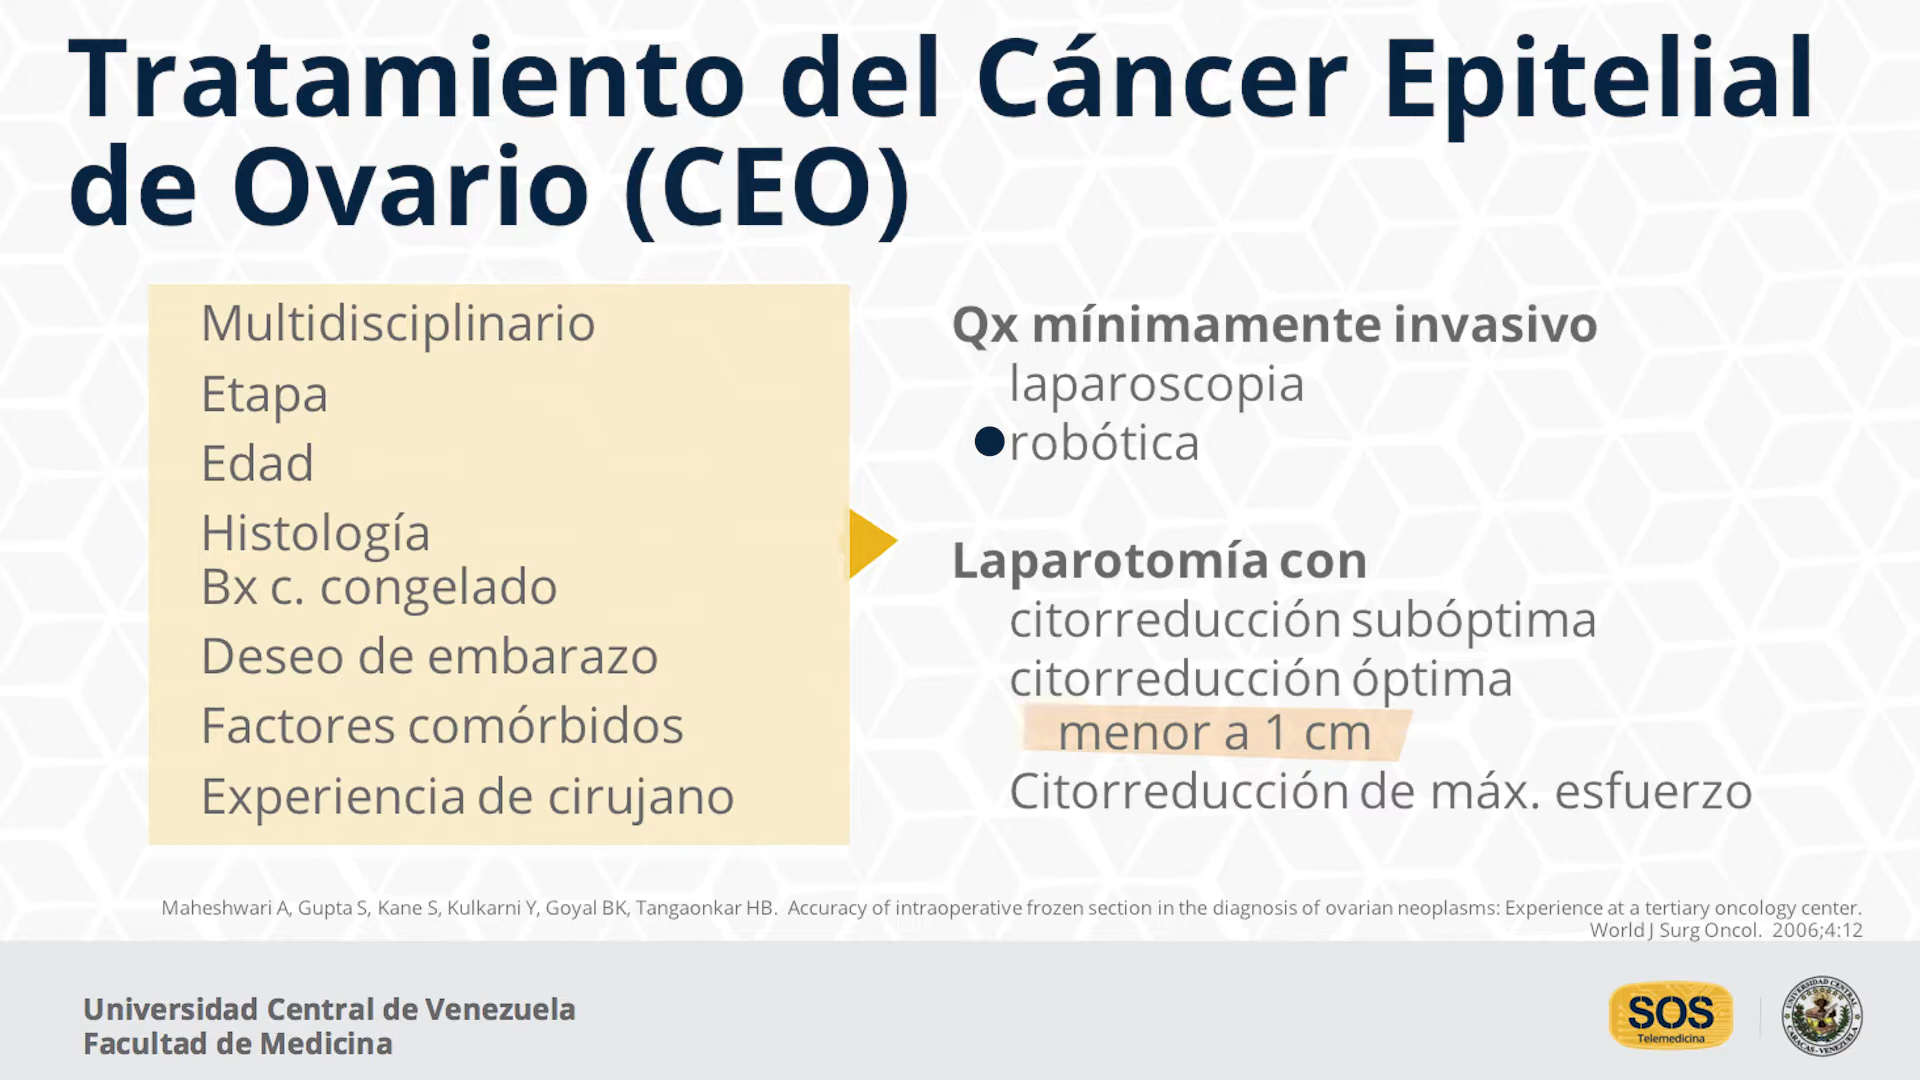 Tratamiento del Cáncer Epitelial
de Ovario (CEO)
Multidisciplinario
Etapa
Edad
Histología
Bx c. congelado
Deseo de embarazo
Factores comórbidos
Experiencia de cirujano
Qx mínimamente invasivo
laparoscopia
robótica
Laparotomía con
citorreducción subóptima
citorreducción óptima
menor a 1 cm
Citorreducción de máx. esfuerzo
Maheshwari A, Gupta S, Kane S, Kulkarni Y, Goyal BK, Tangaonkar HB. Accuracy of intraoperative frozen section in the diagnosis of ovarian neoplasms: Experience at a tertiary oncology center.
World J Surg Oncol. 2006;4:12
Universidad Central de Venezuela
Facultad de Medicina
SOS
Telemedicina
UNIVERSIDAD CENTRAL
CARACAS - VENEZUELA